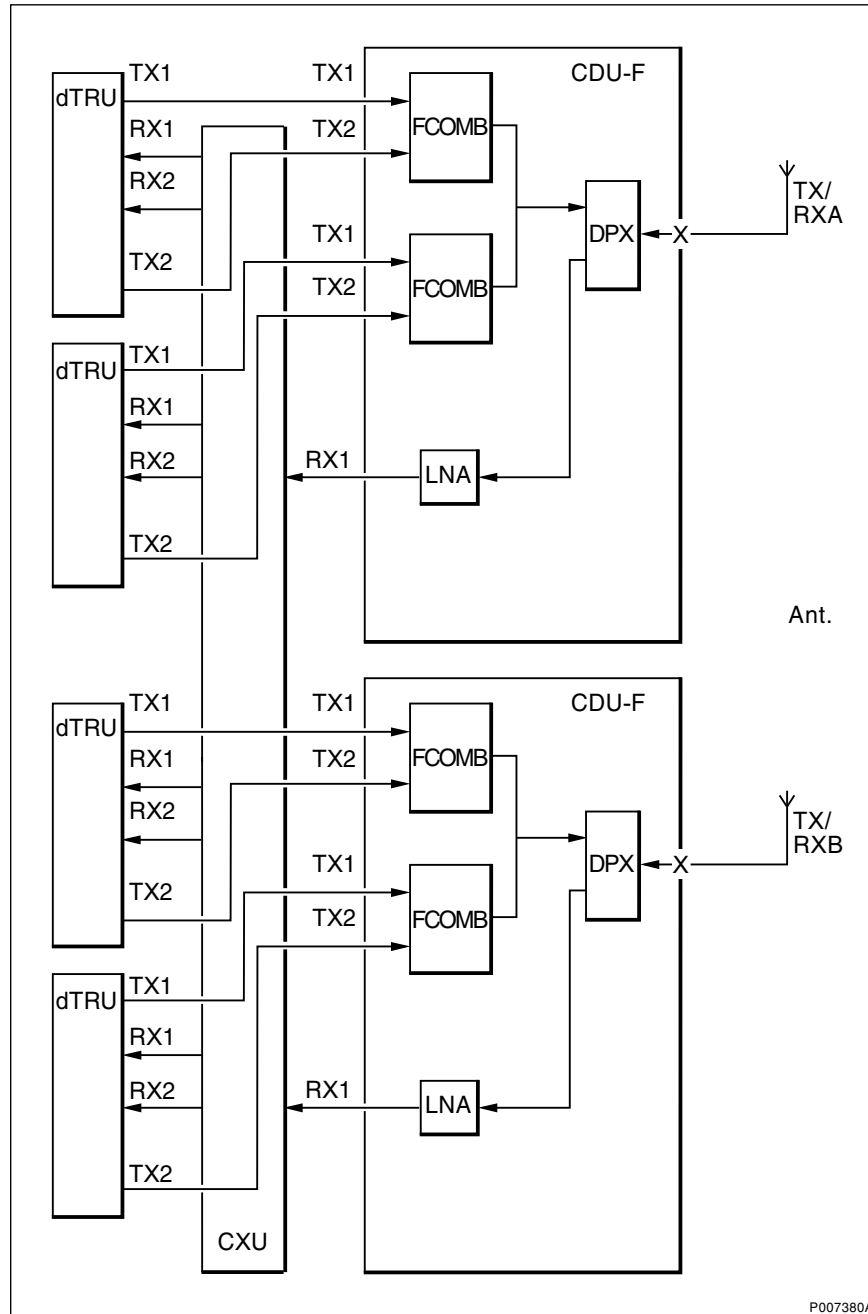 TX1 TX1 CDU-F
dTRU
FCOMB
RX1 TX2
RX2
TX/
RXA
TX2 TX1
DPX X
TX2 FCOMB
TX1
dTRU
RX1
RX2 RX1 LNA
TX2
Ant.
TX1 TX1 CDU-F
dTRU
RX1 TX2 FCOMB
RX2
TX/
RXB
TX2 TX1
DPX X
TX2 FCOMB
TX1
dTRU
RX1
RX2 RX1 LNA
TX2
CXU
P007380A